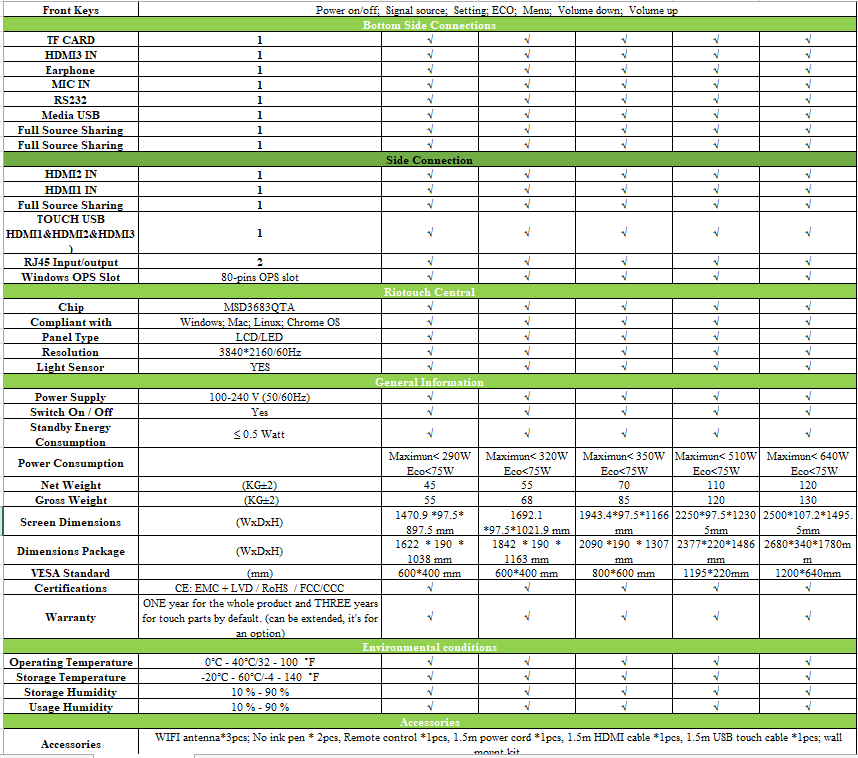 Front Keys Power on/off; Signal source; Setting; ECO; Menu; Volume down; Volume up
Bottom Side Connections
TF CARD 1 √ √ √ √ √
HDMI3 IN 1 √ √ √ √ √
Earphone 1 √ √ √ √ √
MIC IN 1 √ √ √ √ √
RS232 1 √ √ √ √ √
Media USB 1 √ √ √ √ √
Full Source Sharing 1 √ √ √ √ √
Full Source Sharing 1 √ √ √ √ √
Side Connection
HDMI2 IN 1 √ √ √ √ √
HDMI1 IN 1 √ √ √ √ √
Full Source Sharing 1 √ √ √ √ √
TOUCH USB
HDMI1&HDMI2&HDMI3 1 √ √ √ √ √
)
RJ45 Input/output 2 √ √ √ √ √
Windows OPS Slot 80-pins OPS slot √ √ √ √ √
Riotouch Central
Chip MSD3683QTA √ √ √ √ √
Compliant with Windows; Mac; Linux; Chrome OS √ √ √ √ √
Panel Type LCD/LED √ √ √ √ √
Resolution 3840*2160/60Hz √ √ √ √ √
Light Sensor YES √ √ √ √ √
General Information
Power Supply 100-240 V (50/60Hz) √ √ √ √ √
Switch On / Off Yes √ √ √ √ √
Standby Energy
Consumption ≤ 0.5 Watt √ √ √ √ √
Power Consumption Maximun< 290W Maximun< 320W Maximun< 350W Maximun< 510W Maximun< 640W
Eco<75W Eco<75W Eco<75W Eco<75W Eco<75W
Net Weight (KG±2) 45 55 70 110 120
Gross Weight (KG±2) 55 68 85 120 130
Screen Dimensions (WxDxH) 1470.9 *97.5* 1692.1 1943.4*97.5*1166 2250*97.5*1230 2500*107.2*1495.
897.5 mm *97.5*1021.9 mm mm 5mm 5mm
Dimensions Package (WxDxH) 1622 * 190 * 1842 * 190 * 2090 *190 * 1307 2377*220*1486 2680*340*1780m
1038 mm 1163 mm mm mm m
VESA Standard (mm) 600*400 mm 600*400 mm 800*600 mm 1195*220mm 1200*640mm
Certifications CE: EMC + LVD / RoHS / FCC/CCC √ √ √ √ √
Warranty ONE year for the whole product and THREE years
for touch parts by default. (can be extended, it's for √ √ √ √ √
an option)
Environmental conditions
Operating Temperature 0°C - 40°C/32 - 100 °F √ √ √ √ √
Storage Temperature -20°C - 60°C/-4 - 140 °F √ √ √ √ √
Storage Humidity 10 % - 90 % √ √ √ √ √
Usage Humidity 10 % - 90 % √ √ √ √ √
Accessories
Accessories WIFI antenna*3pcs; No ink pen * 2pcs, Remote control *1pcs, 1.5m power cord *1pcs, 1.5m HDMI cable *1pcs, 1.5m USB touch cable *1pcs; wall
mount kit